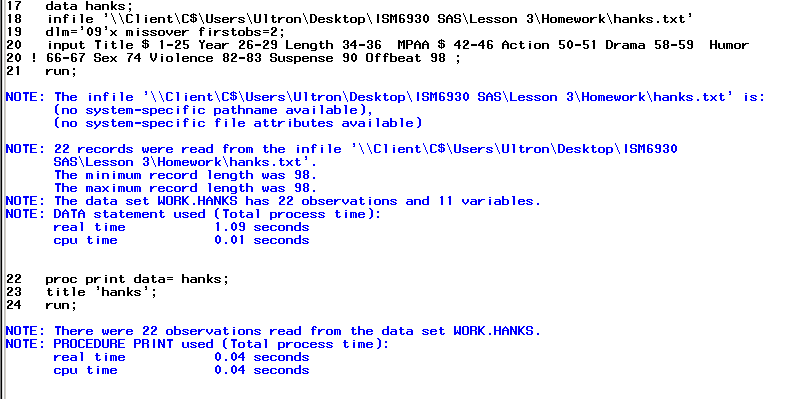 17   data hanks;
18   infile '\\Client\C$\Users\Ultron\Desktop\ISM6930 SAS\Lesson 3\Homework\hanks.txt'
19   dlm='09'x missover firstobs=2;
20   input Title $ 1-25 Year 26-29 Length 34-36  MPAA $ 42-46 Action 50-51 Drama 58-59  Humor
20 ! 66-67 Sex 74 Violence 82-83 Suspense 90 Offbeat 98 ;
21   run;
NOTE: The infile '\\Client\C$\Users\Ultron\Desktop\ISM6930 SAS\Lesson 3\Homework\hanks.txt' is:
      (no system-specific pathname available),
      (no system-specific file attributes available)
NOTE: 22 records were read from the infile '\\Client\C$\Users\Ultron\Desktop\ISM6930
      SAS\Lesson 3\Homework\hanks.txt'.
      The minimum record length was 98.
      The maximum record length was 98.
NOTE: The data set WORK.HANKS has 22 observations and 11 variables.
NOTE: DATA statement used (Total process time):
      real time           1.09 seconds
      cpu time            0.01 seconds
22   proc print data= hanks;
23   title 'hanks';
24   run;
NOTE: There were 22 observations read from the data set WORK.HANKS.
NOTE: PROCEDURE PRINT used (Total process time):
      real time           0.04 seconds
      cpu time            0.04 seconds